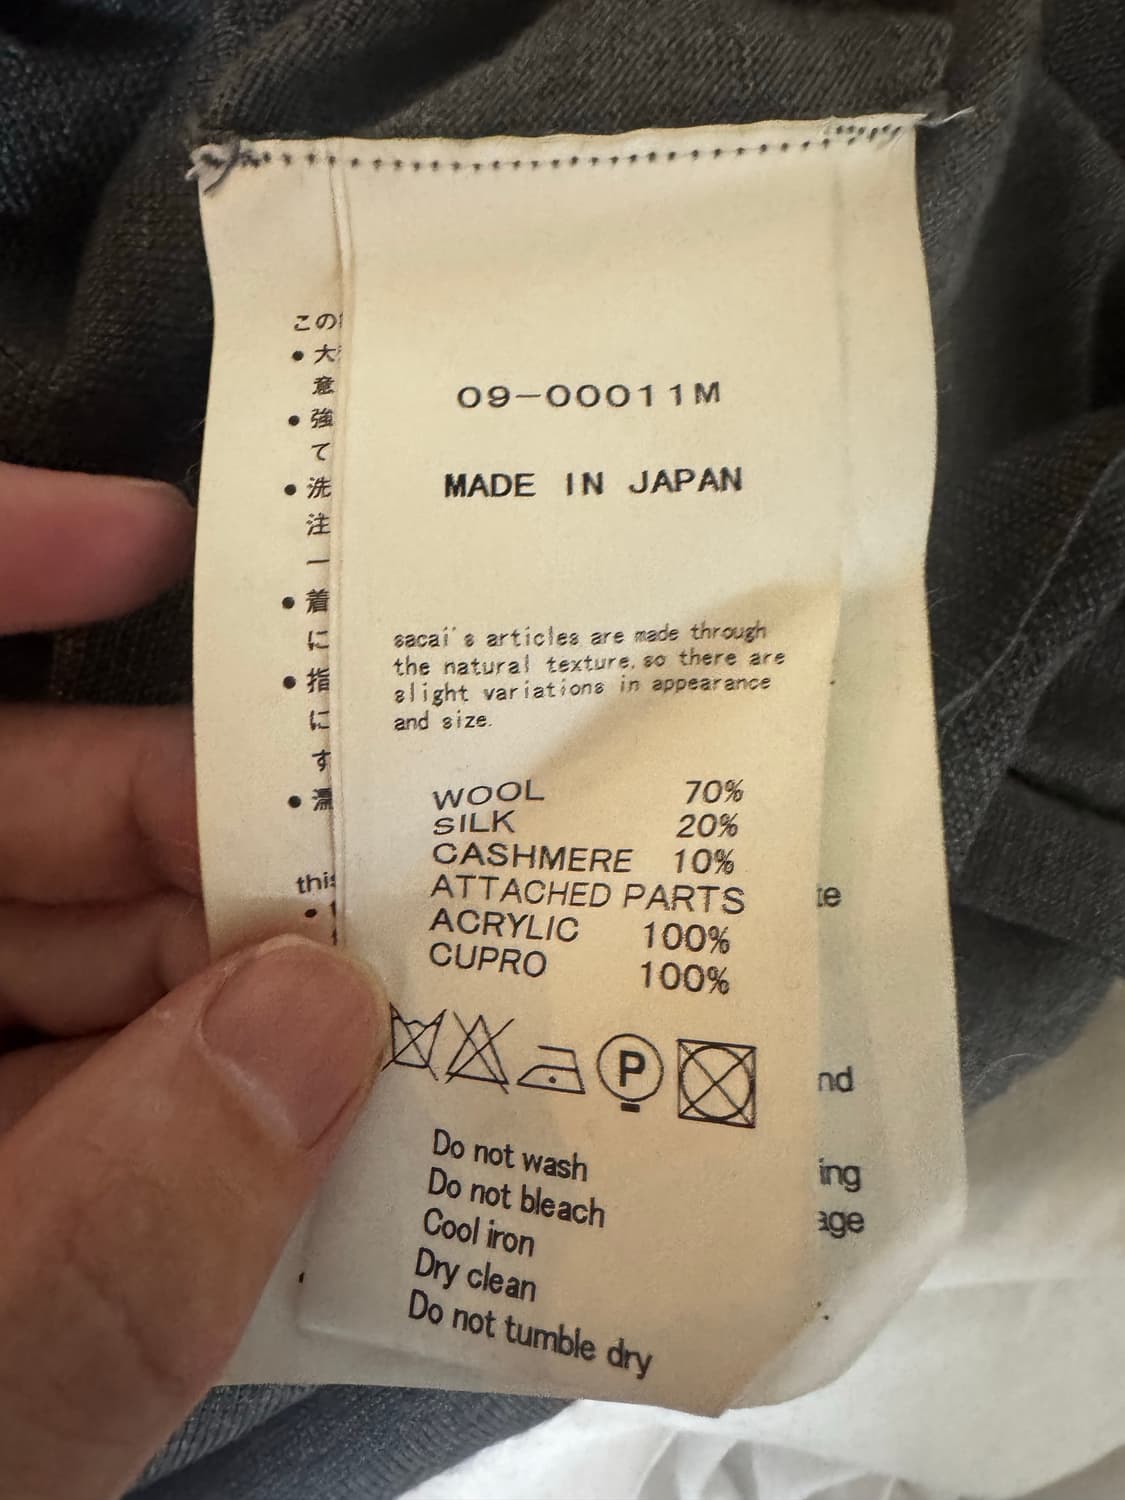 この
• 大
意
• 強
て
• 洗
注
一
• 着
に
• 指
に
す
• 濡
this
•
09-00011M
MADE IN JAPAN
sacai's articles are made through
the natural texture, so there are
slight variations in appearance
and size.
WOOL 70%
SILK 20%
CASHMERE 10%
ATTACHED PARTS
ACRYLIC 100%
CUPRO 100%
P
Do not wash
Do not bleach
Cool iron
Dry clean
Do not tumble dry
te
nd
ing
age